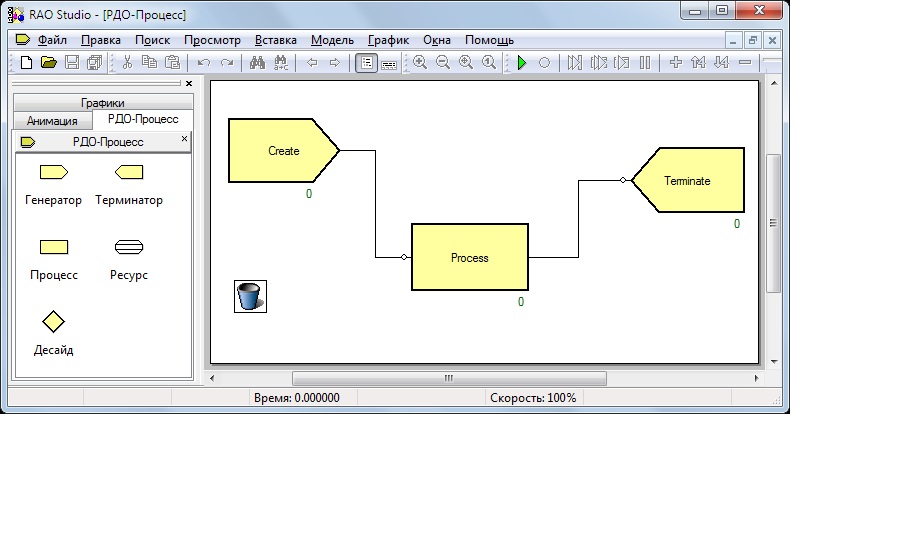 RAO Studio - [РДО-Процесс]
Файл Правка Поиск Просмотр Вставка Модель График Окна Помощь
Графики
Анимация РДО-Процесс
РДО-Процесс
Генератор Терминатор
Процесс Ресурс
Десайд
Create
0
Terminate
0
Process
0
Время: 0.000000 Скорость: 100%